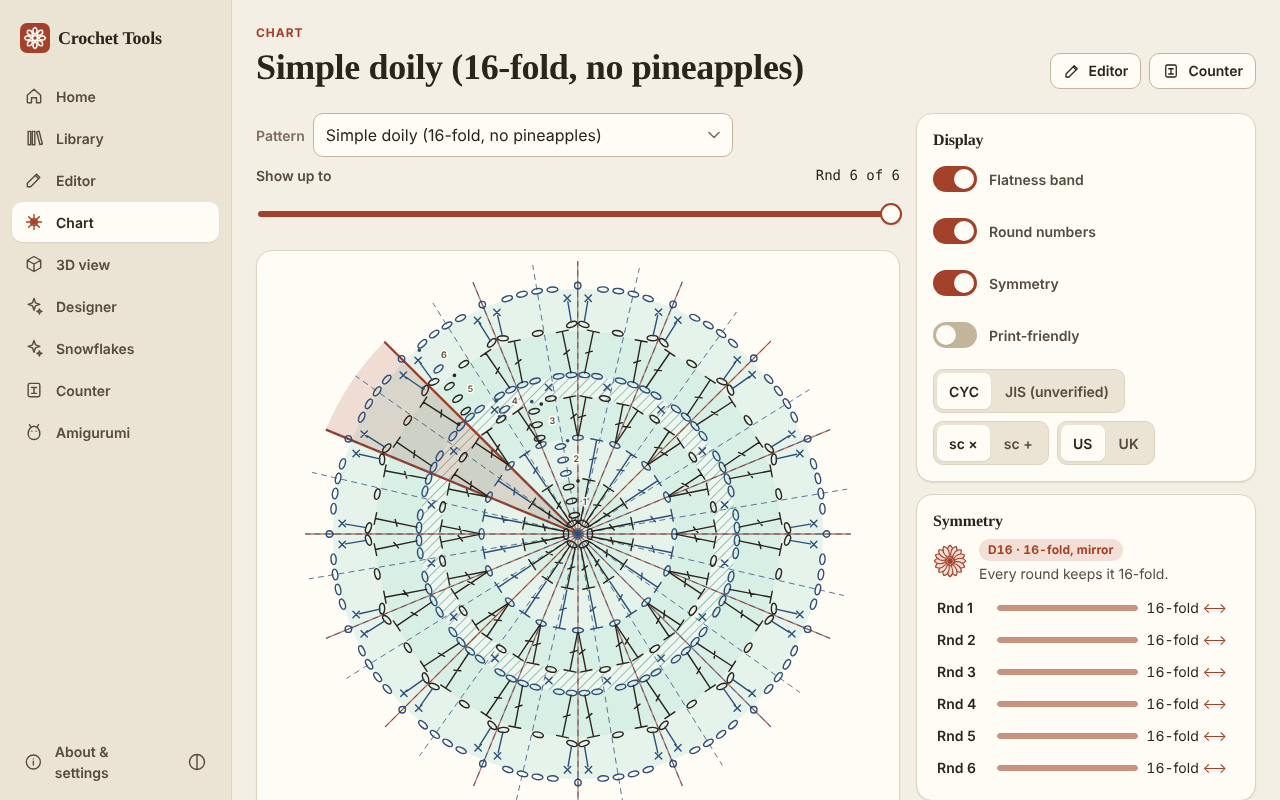 Crochet Tools
Home
Library
Editor
Chart
3D view
Designer
Snowflakes
Counter
Amigurumi
About &
settings
CHART
Simple doily (16-fold, no pineapples)
Editor
Counter
Pattern
Simple doily (16-fold, no pineapples)
Show up to
Rnd 6 of 6
6
5
4
3
2
1
Display
Flatness band
Round numbers
Symmetry
Print-friendly
CYC
JIS (unverified)
sc ×
sc +
US
UK
Symmetry
D16 · 16-fold, mirror
Every round keeps it 16-fold.
Rnd 1 16-fold ↔
Rnd 2 16-fold ↔
Rnd 3 16-fold ↔
Rnd 4 16-fold ↔
Rnd 5 16-fold ↔
Rnd 6 16-fold ↔